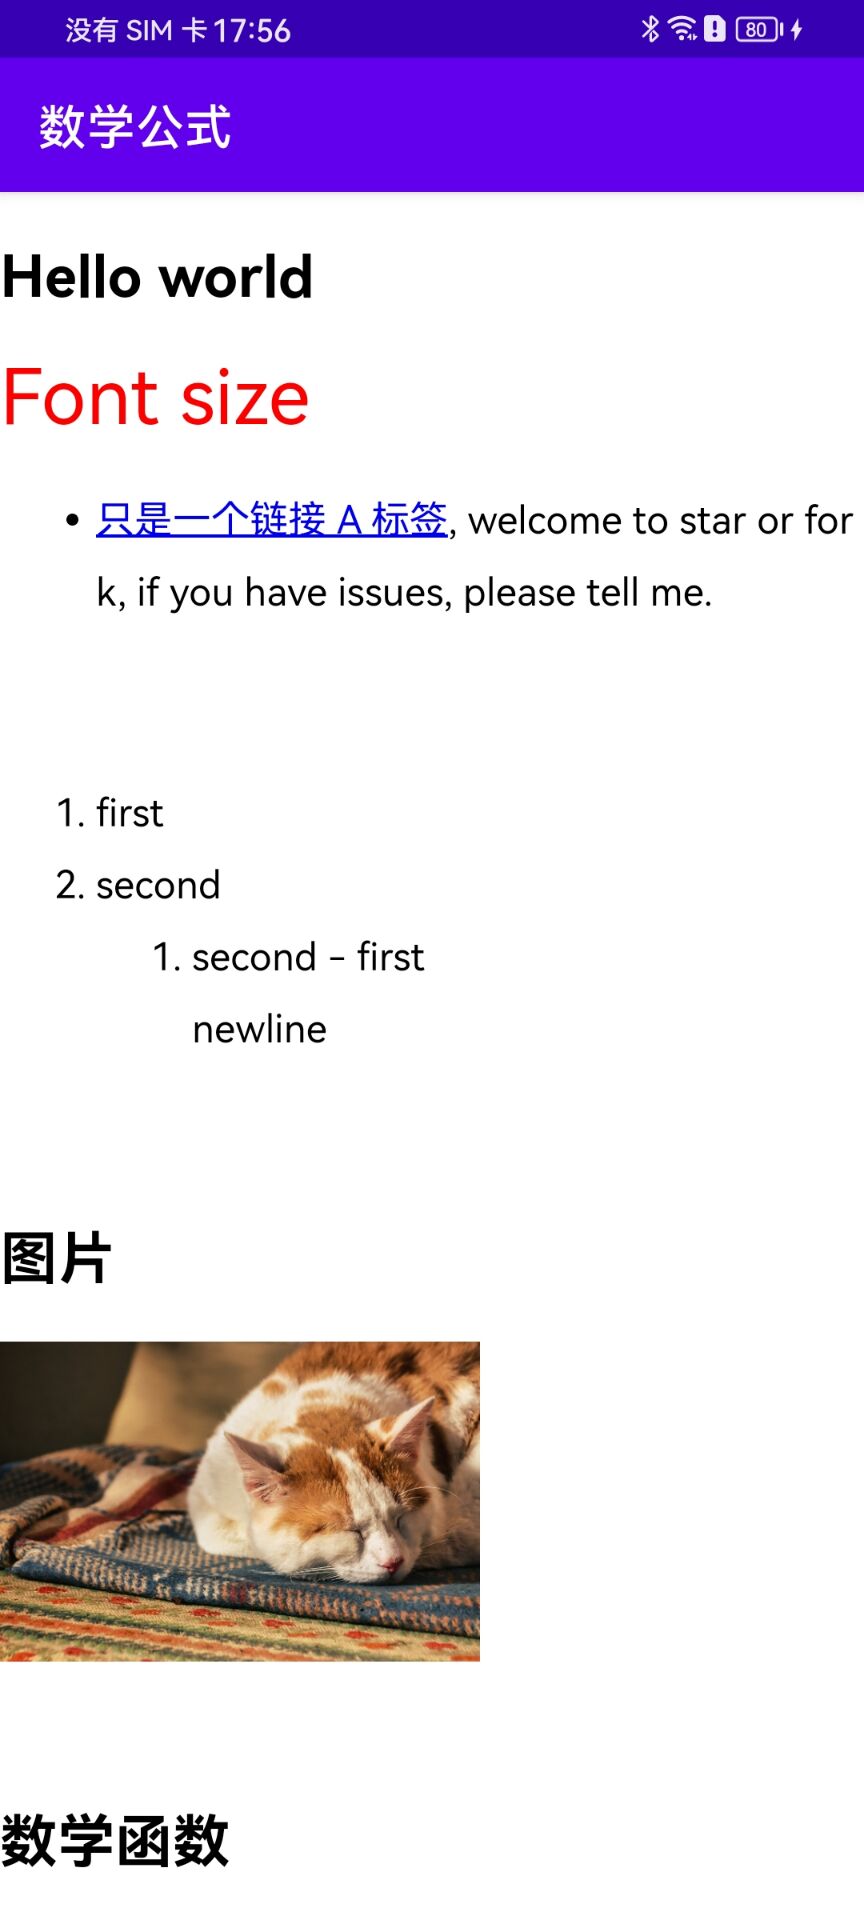 没有 SIM 卡 17:56 80
数学公式
Hello world
Font size
• 只是一个链接 A 标签, welcome to star or for
k, if you have issues, please tell me.
1. first
2. second
1. second - first
newline
图片
数学函数